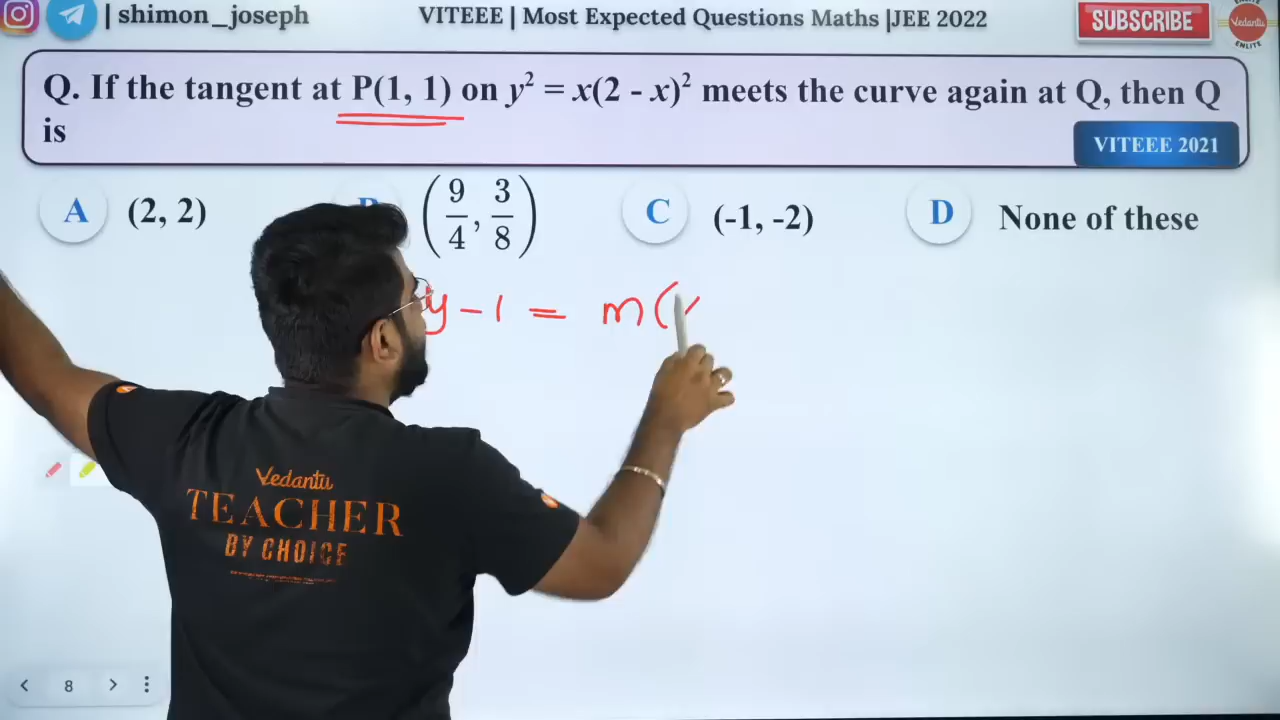 | shimon_joseph
VITEEE | Most Expected Questions Maths |JEE 2022
SUBSCRIBE
Vedantu
ENLITE
Q. If the tangent at P(1, 1) on y² = x(2 - x)² meets the curve again at Q, then Q
is
VITEEE 2021
A (2, 2)
(9/4, 3/8)
C (-1, -2)
D None of these
y - 1 = m(
Vedantu
TEACHER
BY CHOICE
8